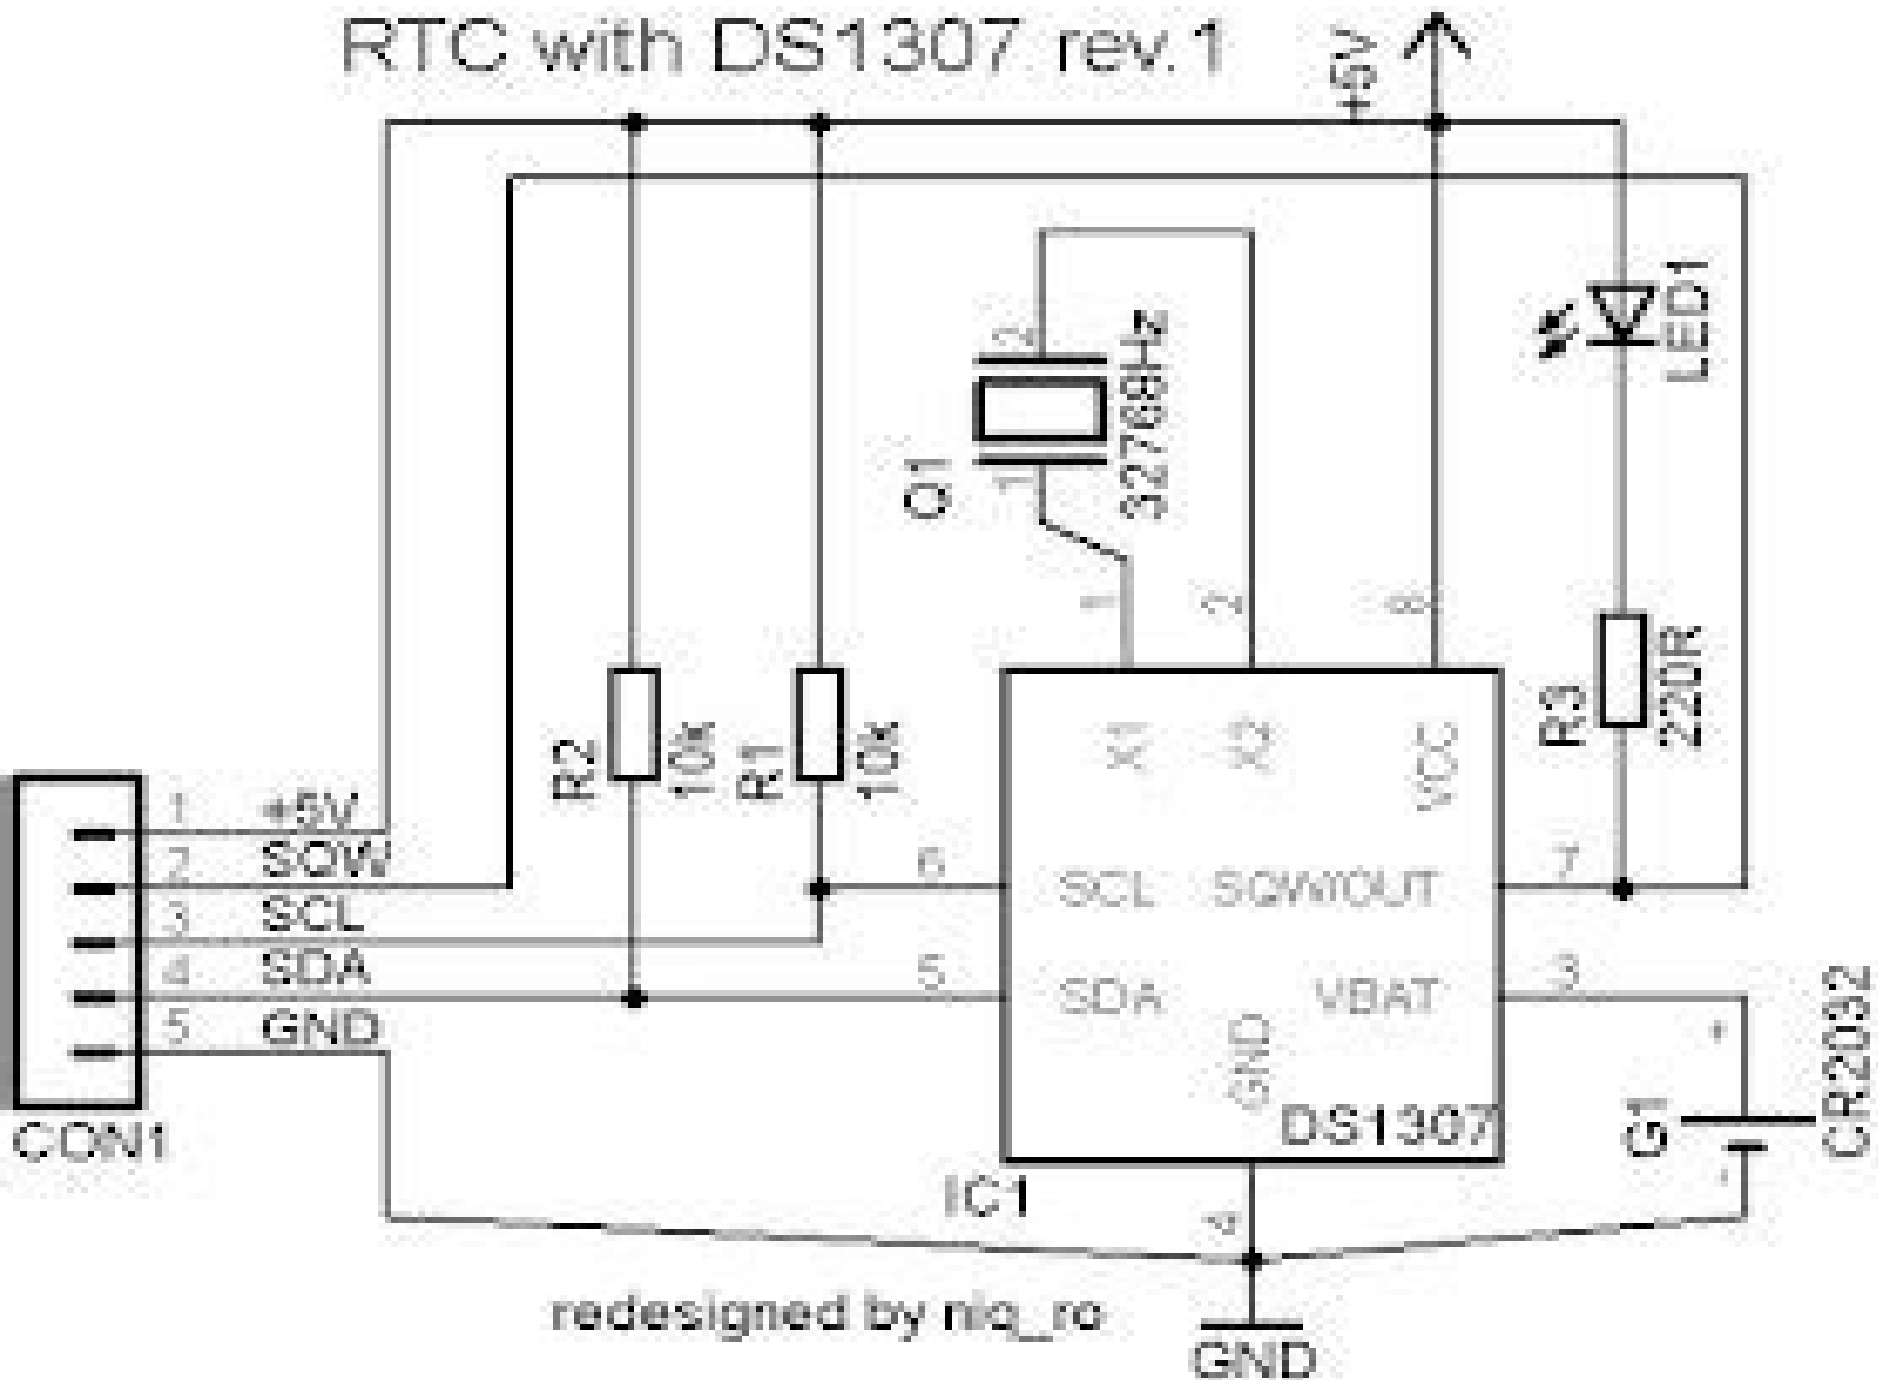 RTC with DS1307 rev.1
+5V
LED1
2
32768Hz
Q1
1
1
2
8
R2
10k
R1
10k
R3
220R
X1
X2
VCC
1
+5V
2
SQW
3
SCL
4
SDA
5
GND
CON1
6
SCL
SQW/OUT
7
5
SDA
VBAT
3
GND
DS1307
IC1
+
G1
CR2032
-
GND
redesigned by niq_ro